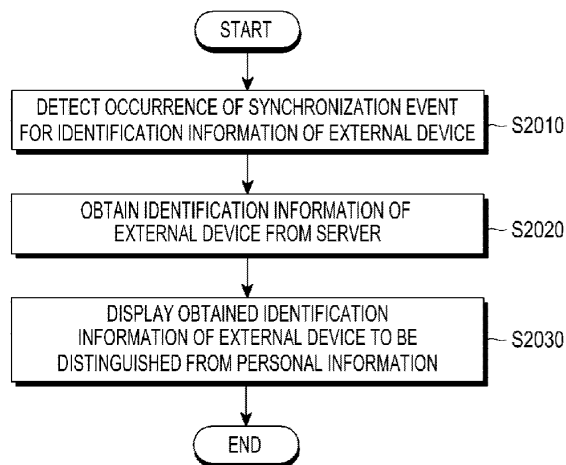 START
DETECT OCCURRENCE OF SYNCHRONIZATION EVENT
FOR IDENTIFICATION INFORMATION OF EXTERNAL DEVICE
S2010
OBTAIN IDENTIFICATION INFORMATION OF
EXTERNAL DEVICE FROM SERVER
S2020
DISPLAY OBTAINED IDENTIFICATION
INFORMATION OF EXTERNAL DEVICE TO BE
DISTINGUISHED FROM PERSONAL INFORMATION
S2030
END